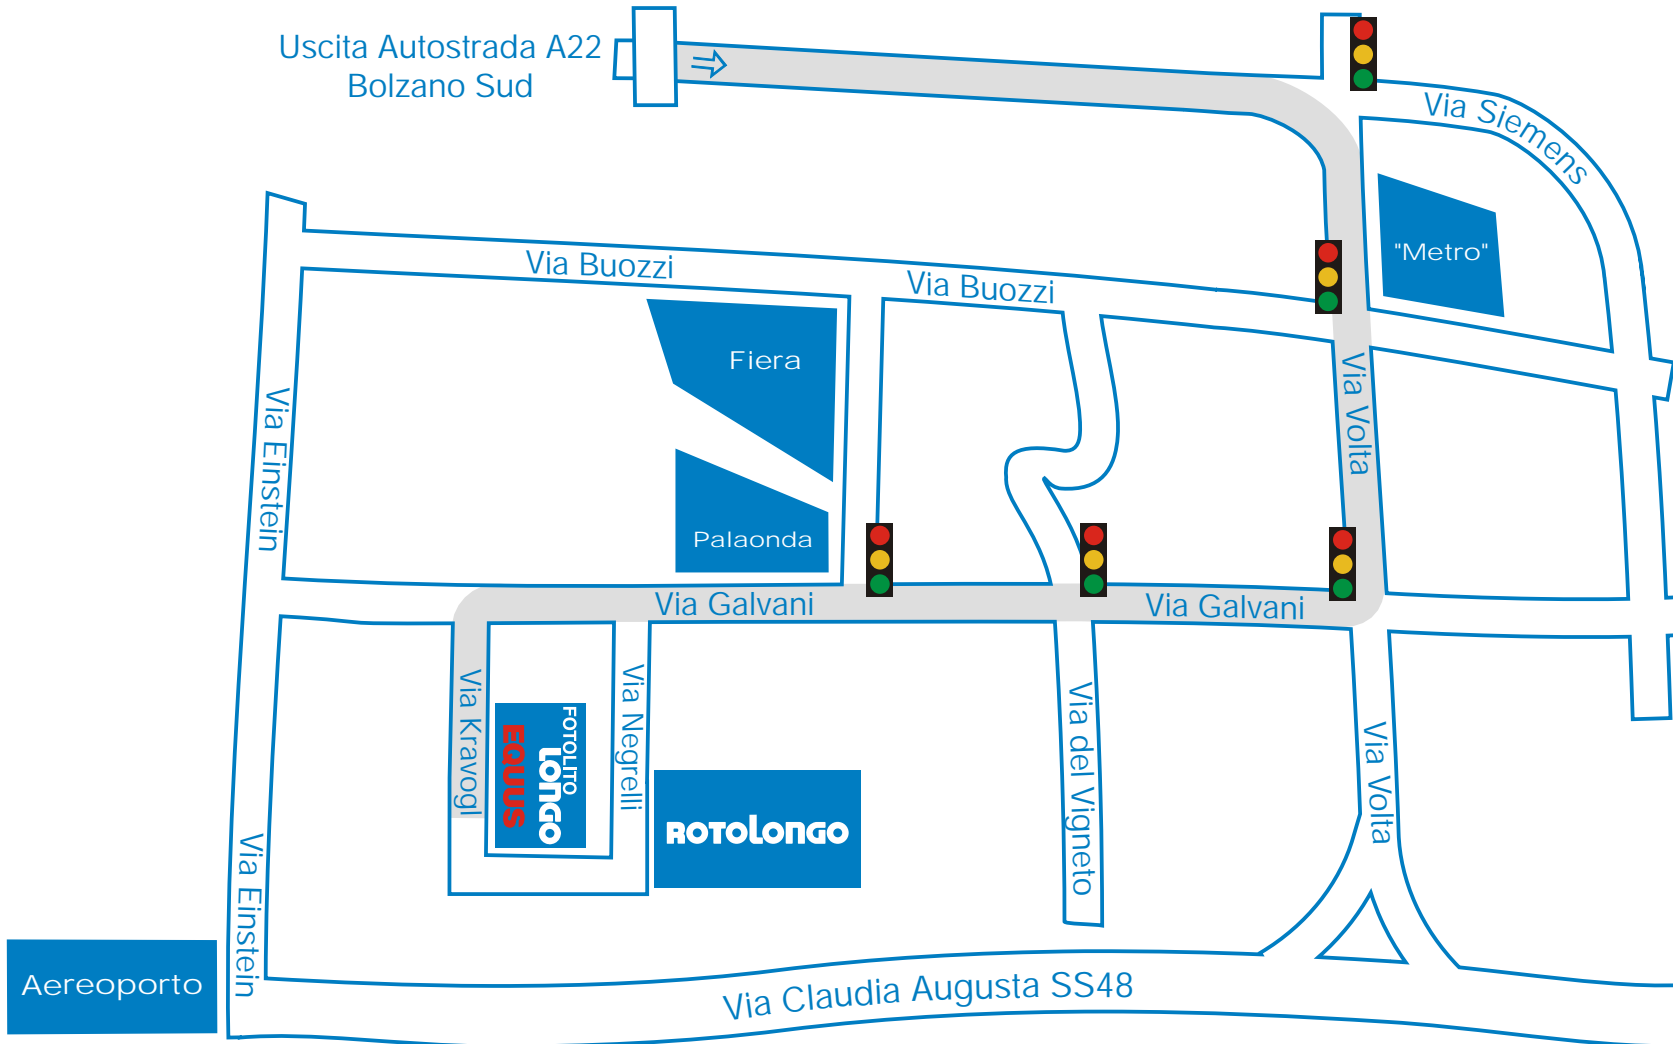 Uscita Autostrada A22
Bolzano Sud
Via Siemens
"Metro"
Via Buozzi
Via Buozzi
Fiera
Via Volta
Via Einstein
Palaonda
Via Galvani
Via Galvani
Via Kravogl
FOTOLITO
LONGO
EQUUS
Via Negrelli
Via del Vigneto
Via Volta
ROTOLONGO
Via Einstein
Aereoporto
Via Claudia Augusta SS48